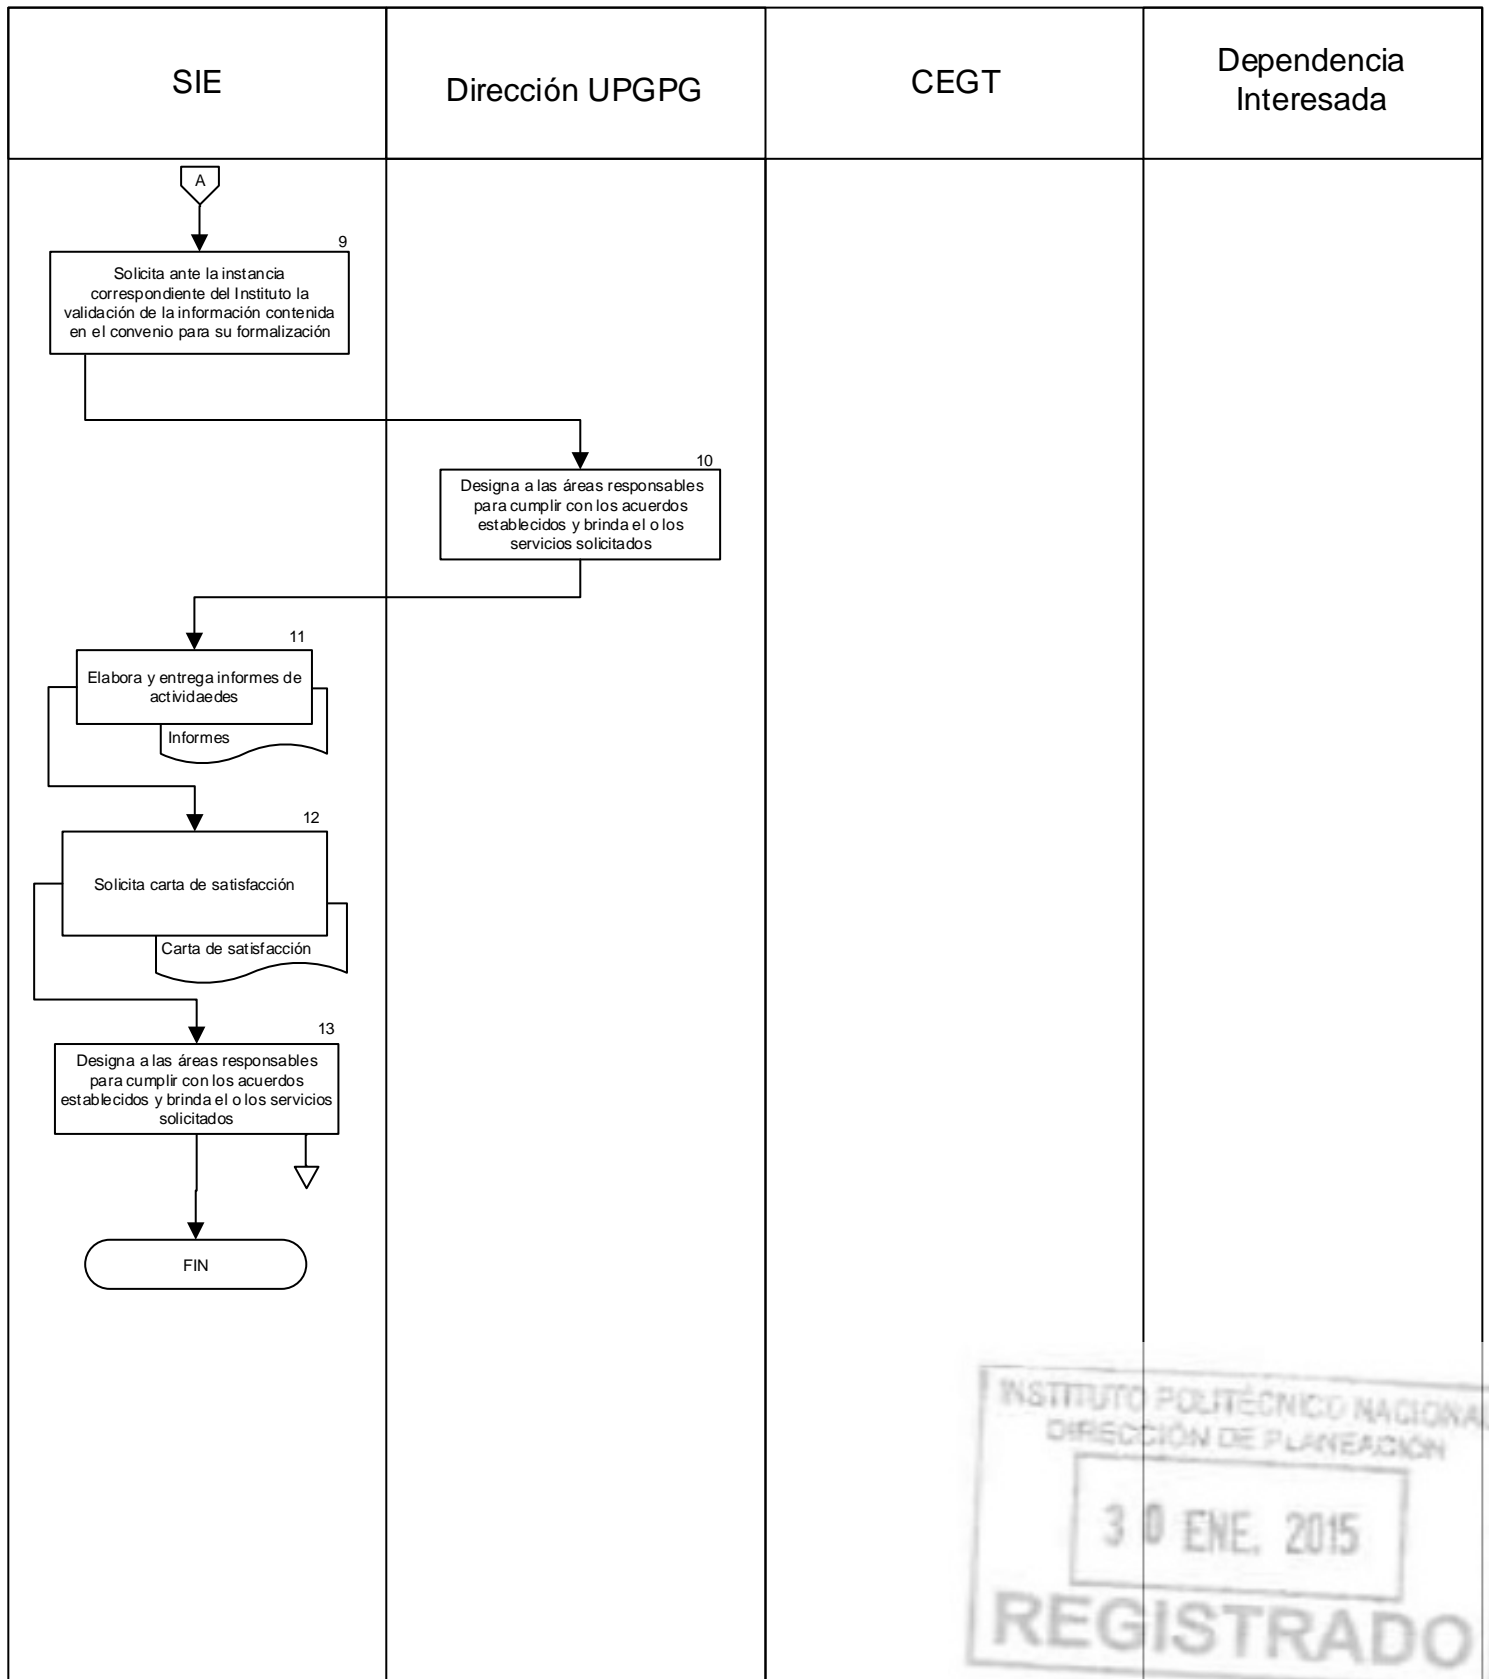 SIE
Dirección UPGPG
CEGT
Dependencia
Interesada
A
9
Solicita ante la instancia
correspondiente del Instituto la
validación de la información contenida
en el convenio para su formalización
10
Designa a las áreas responsables
para cumplir con los acuerdos
establecidos y brinda el o los
servicios solicitados
11
Elabora y entrega informes de
actividaedes
Informes
12
Solicita carta de satisfacción
Carta de satisfacción
13
Designa a las áreas responsables
para cumplir con los acuerdos
establecidos y brinda el o los servicios
solicitados
FIN
INSTITUTO POLITÉCNICO NACIONAL
DIRECCIÓN DE PLANEACIÓN
30 ENE. 2015
REGISTRADO